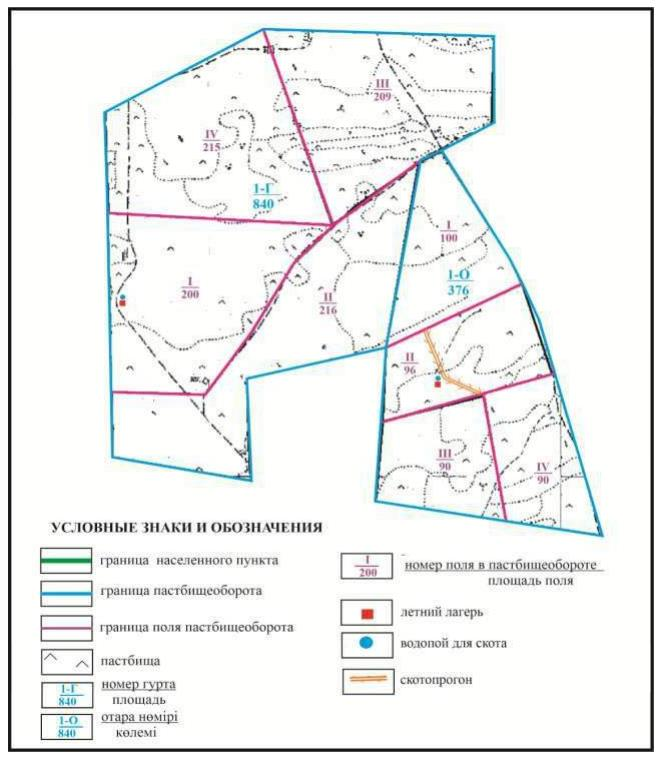 III
209
IV
215
1-Г
840
I
100
1-О
376
I
200
II
216
II
96
III
90
IV
90
УСЛОВНЫЕ ЗНАКИ И ОБОЗНАЧЕНИЯ
граница населенного пункта
граница пастбищеоборота
граница поля пастбищеоборота
пастбища
1-Г
840
номер гурта
площадь
1-О
840
отара нөмірі
көлемі
I
200
номер поля в пастбищеобороте
площадь поля
летний лагерь
водопой для скота
скотопрогон